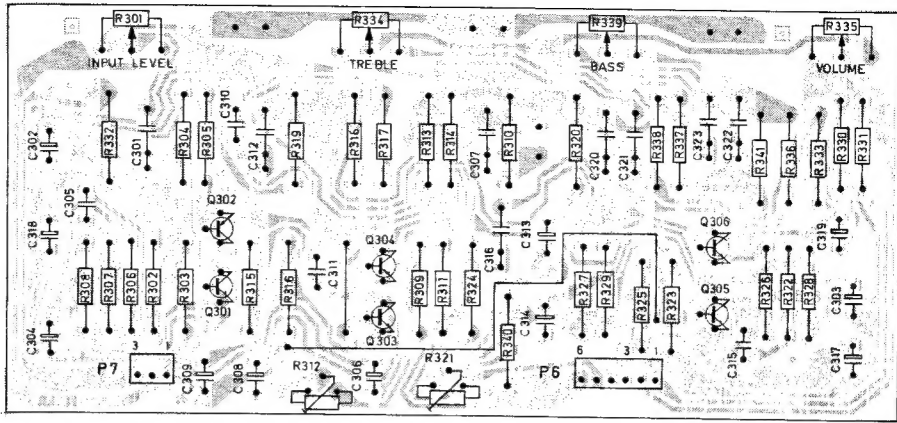 R301
R334
R339
R335
INPUT LEVEL
TREBLE
BASS
VOLUME
C302
R332
C301
R304
R305
C310
C312
R319
R316
R317
R313
R314
C307
R310
R320
C320
C321
R338
R337
C323
C322
R341
R336
R333
R330
R331
C305
C318
Q302
Q304
C316
C313
Q306
C319
R308
R307
R306
R302
R303
Q301
R315
R316
C311
Q303
R309
R311
R324
R340
C314
R327
R329
R325
R323
Q305
C315
R326
R322
R328
C303
C317
C304
P7
3
1
C309
C308
R312
C306
R321
P6
6
3